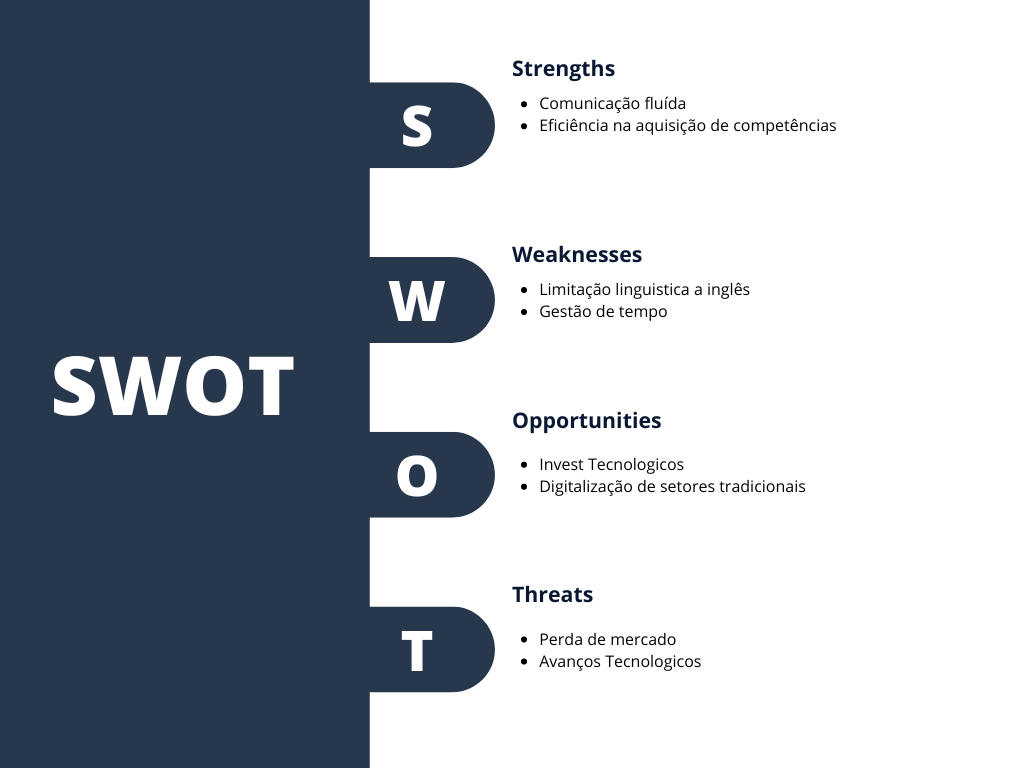 SWOT
S
Strengths
Comunicação fluída
Eficiência na aquisição de competências
W
Weaknesses
Limitação linguistica a inglês
Gestão de tempo
O
Opportunities
Invest Tecnologicos
Digitalização de setores tradicionais
T
Threats
Perda de mercado
Avanços Tecnologicos